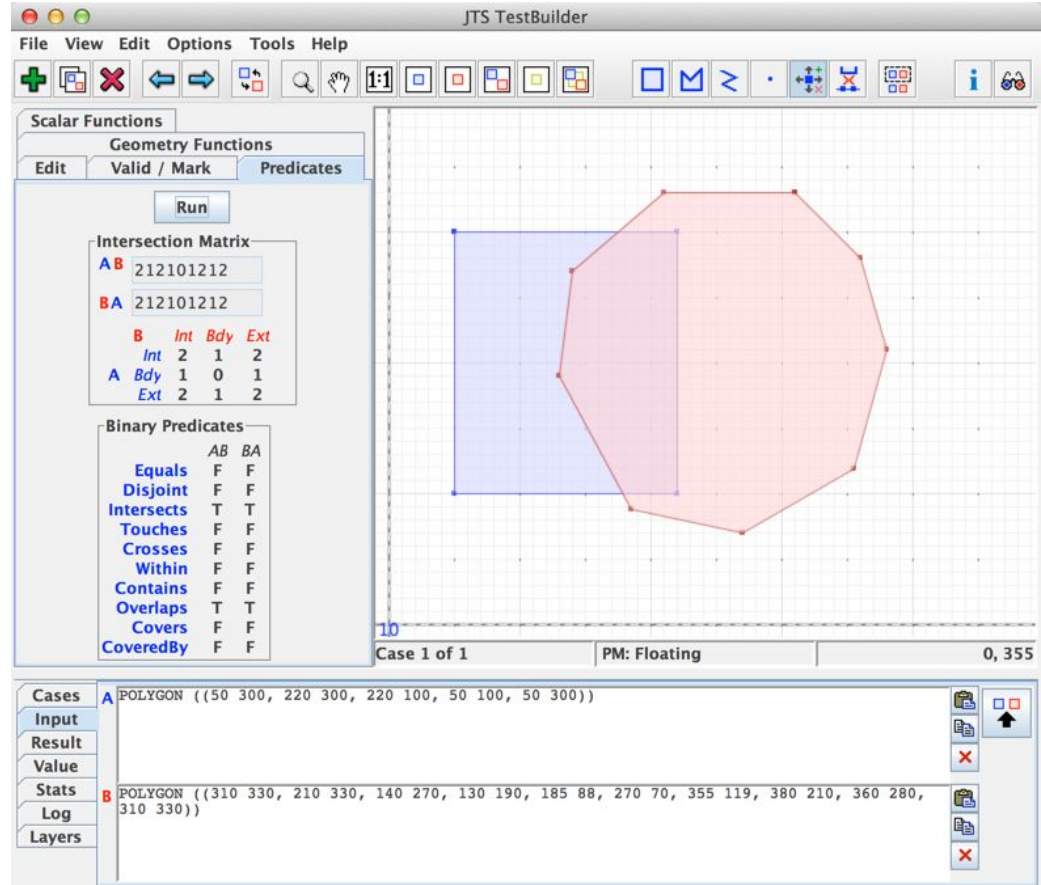 JTS TestBuilder
File View Edit Options Tools Help
1:1
i
Scalar Functions
Geometry Functions
Edit Valid / Mark Predicates
Run
Intersection Matrix
A B 212101212
B A 212101212
B Int Bdy Ext
Int 2 1 2
A Bdy 1 0 1
Ext 2 1 2
Binary Predicates
AB BA
Equals F F
Disjoint F F
Intersects T T
Touches F F
Crosses F F
Within F F
Contains F F
Overlaps T T
Covers F F
CoveredBy F F
10
Case 1 of 1 PM: Floating 0, 355
Cases
Input
Result
Value
Stats
Log
Layers
A POLYGON ((50 300, 220 300, 220 100, 50 100, 50 300))
B POLYGON ((310 330, 210 330, 140 270, 130 190, 185 88, 270 70, 355 119, 380 210, 360 280,
310 330))